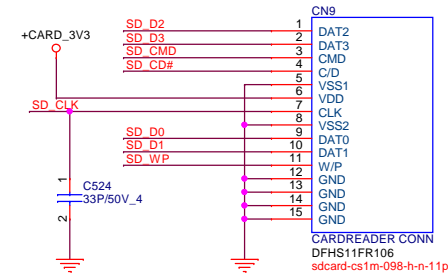 CN9
SD_D2 1 DAT2
+CARD_3V3 SD_D3 2 DAT3
SD_CMD 3 CMD
SD_CD# 4 C/D
5 VSS1
6 VDD
SD_CLK 7 CLK
8 VSS2
SD_D0 9 DAT0
SD_D1 10 DAT1
SD_WP 11 W/P
12 GND
13 GND
14 GND
15 GND
1
C524
33P/50V_4
2
CARDREADER CONN
DFHS11FR106
sdcard-cs1m-098-h-n-11p